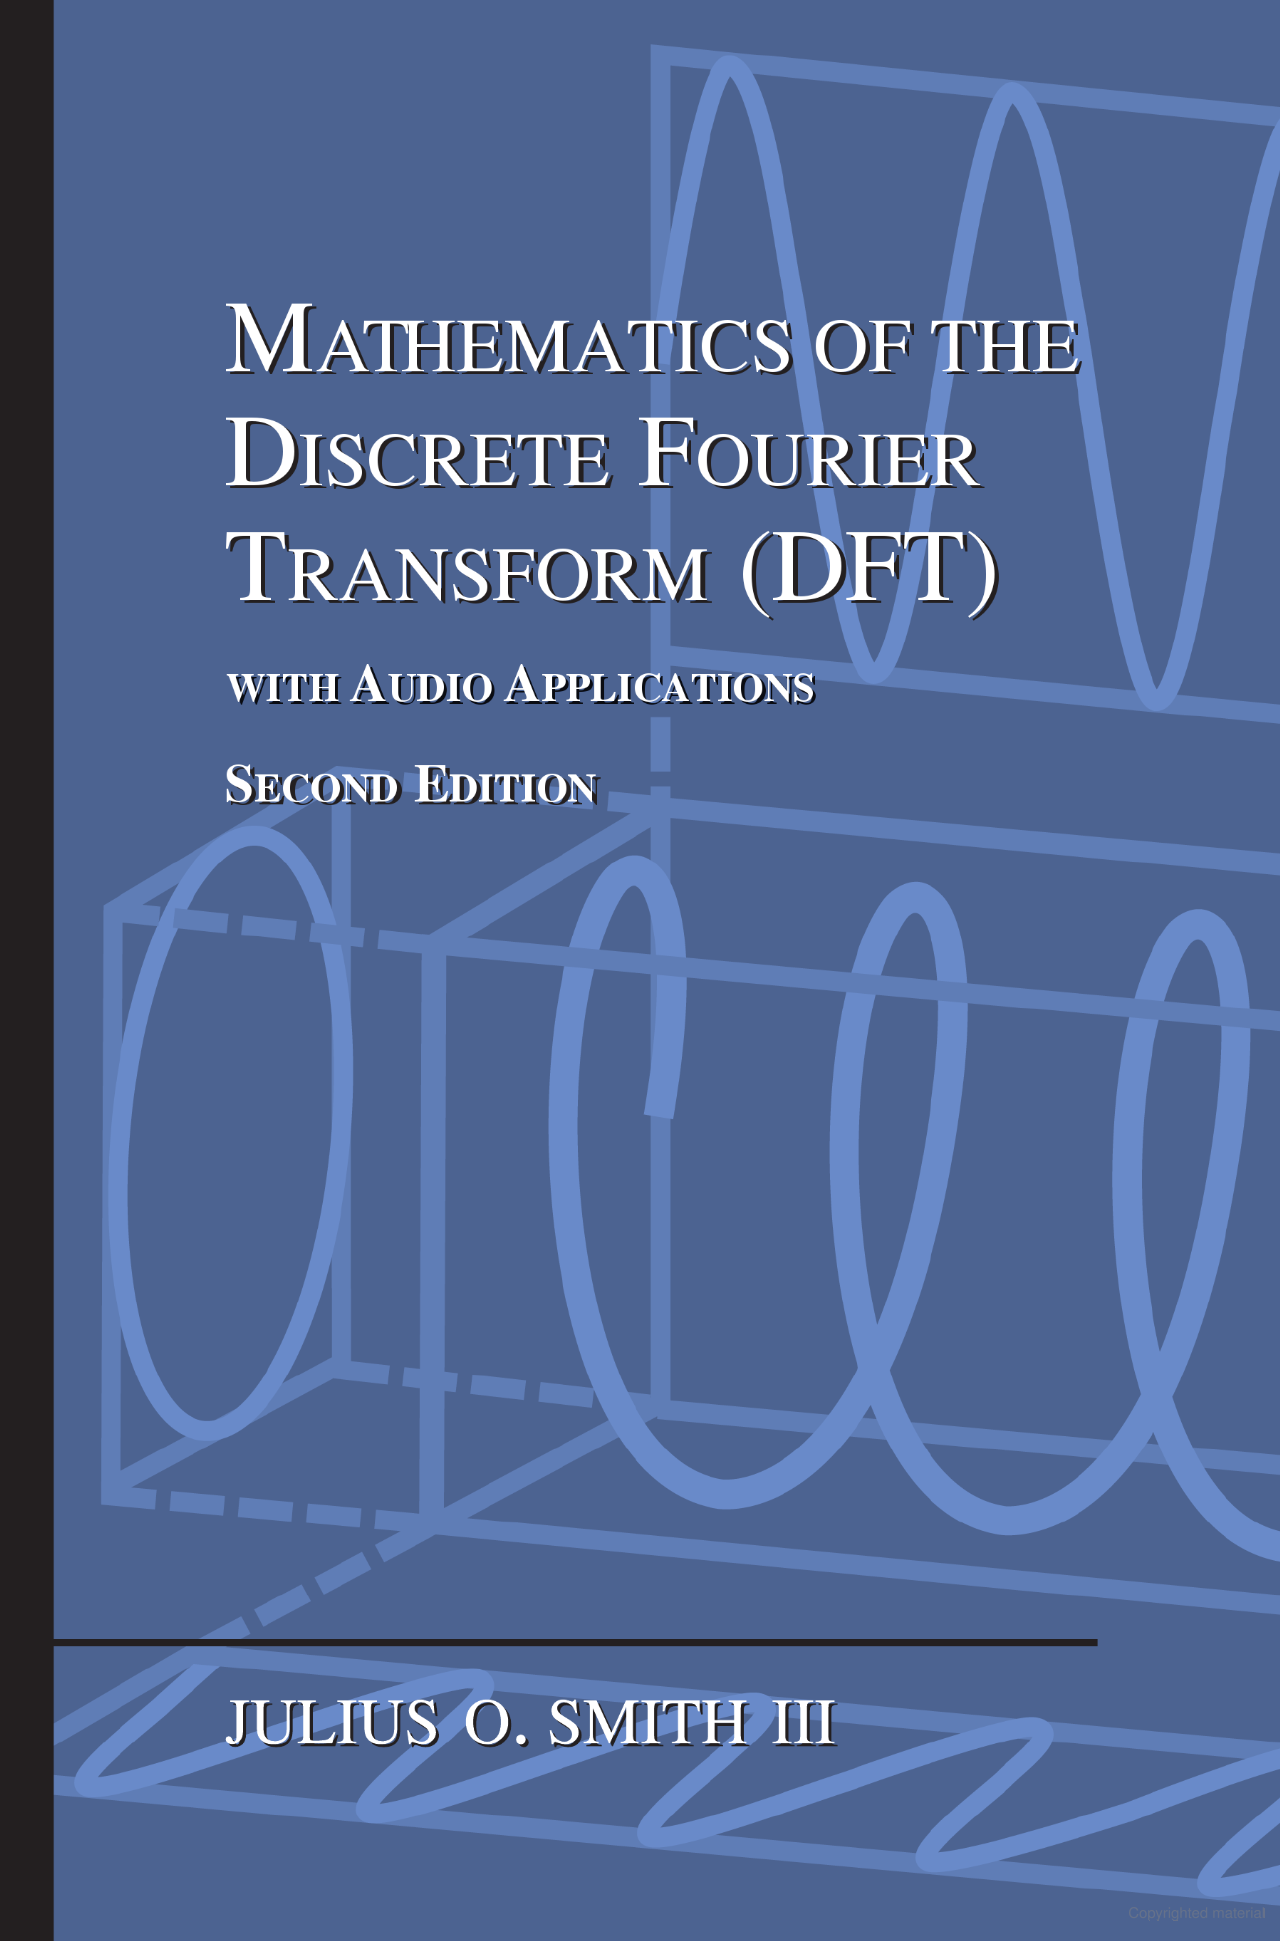 MATHEMATICS OF THE
DISCRETE FOURIER
TRANSFORM (DFT)
WITH AUDIO APPLICATIONS
SECOND EDITION
JULIUS O. SMITH III
Copyrighted material